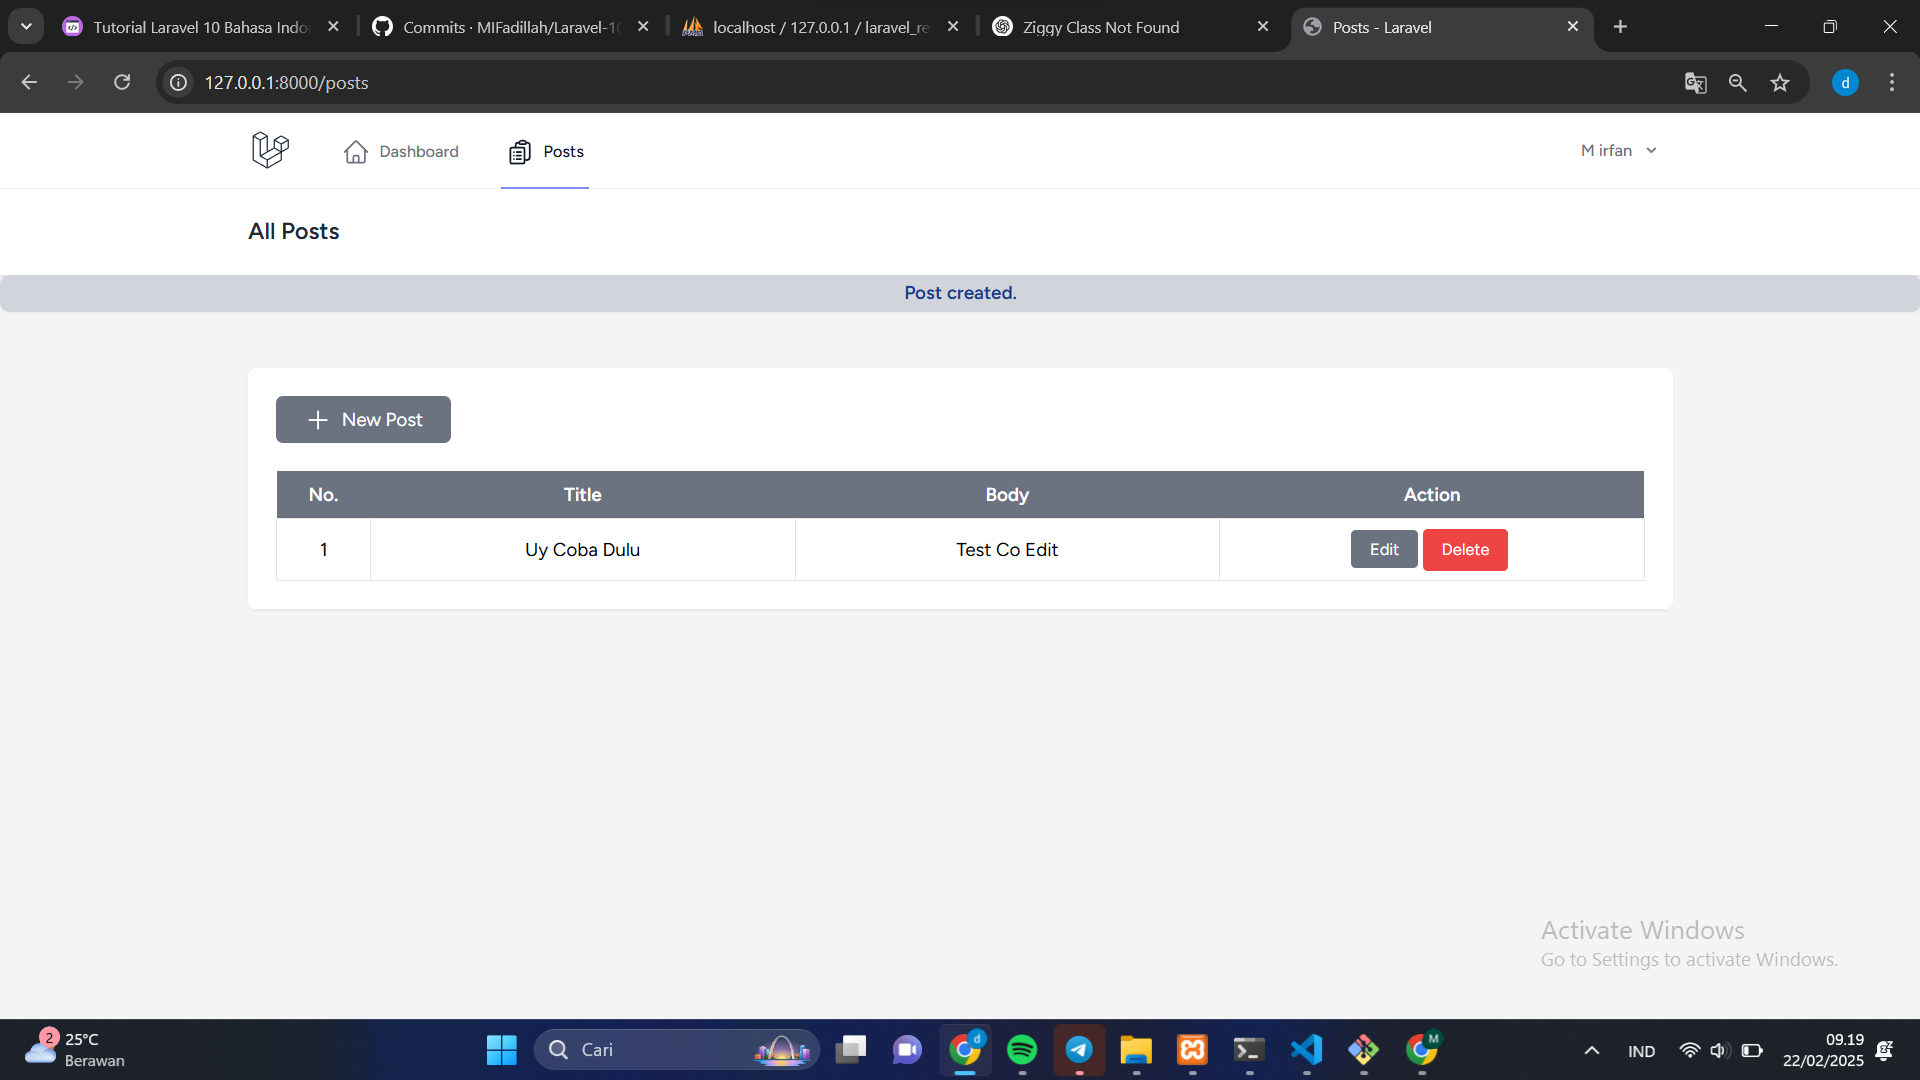 Tutorial Laravel 10 Bahasa Indo
Commits · MIFadillah/Laravel-10
localhost / 127.0.0.1 / laravel_re
Ziggy Class Not Found
Posts - Laravel
127.0.0.1:8000/posts
d
Dashboard
Posts
M irfan
All Posts
Post created.
New Post
No. Title Body Action
1 Uy Coba Dulu Test Co Edit Edit Delete
Activate Windows
Go to Settings to activate Windows.
2
25°C
Berawan
Cari
d
M
IND
09.19
22/02/2025